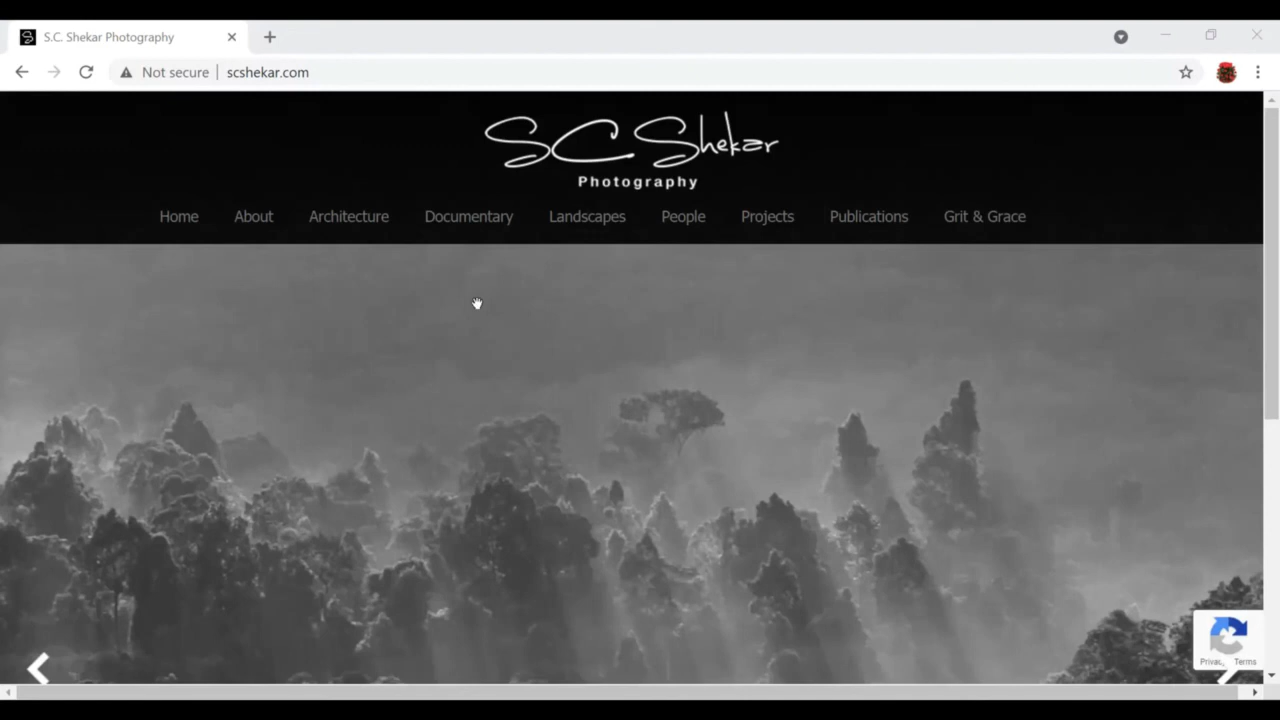 S.C. Shekar Photography
Not secure scshekar.com
SC Shekar
Photography
Home About Architecture Documentary Landscapes People Projects Publications Grit & Grace
Terms